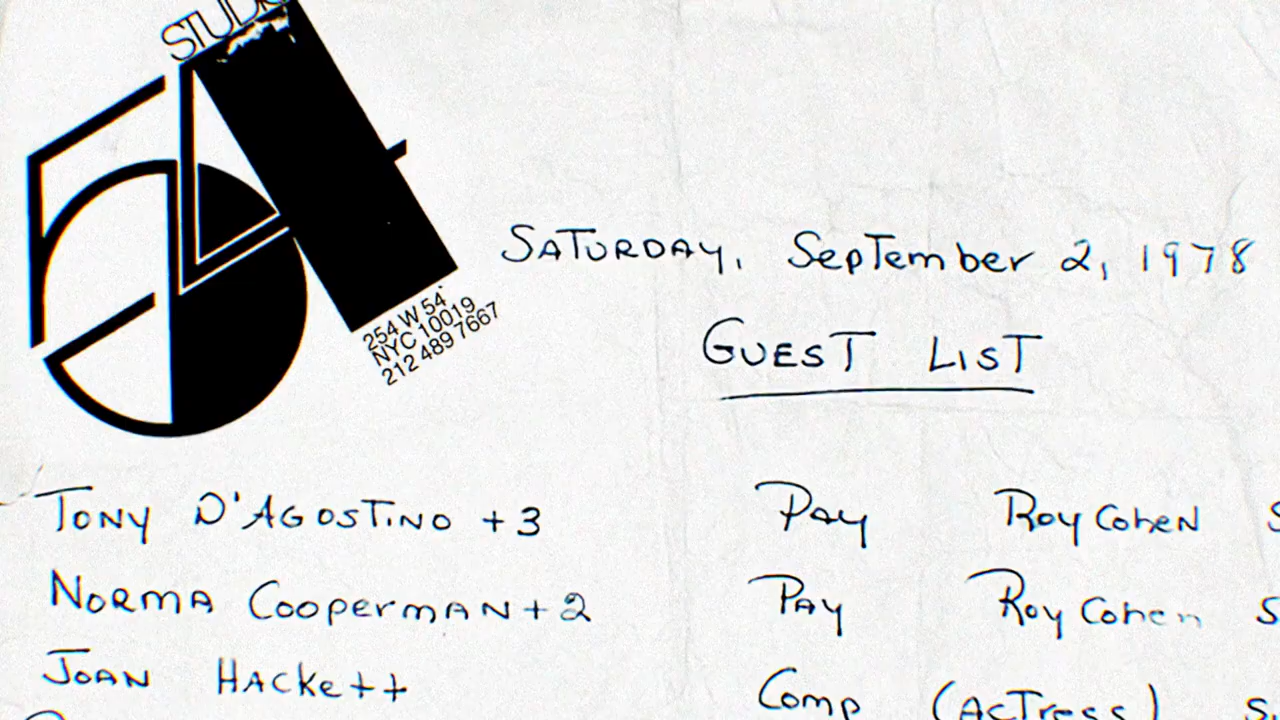 STUDIO
54
254 W 54
NYC 10019
212 489 7667
SATURDAY, September 2, 1978
GUEST LIST
TONY D'AGOSTINO +3 PAY ROY COHEN S
NORMA COOPERMAN +2 PAY ROY COHEN S
JOAN HACKETT COMP (ACTRESS) S